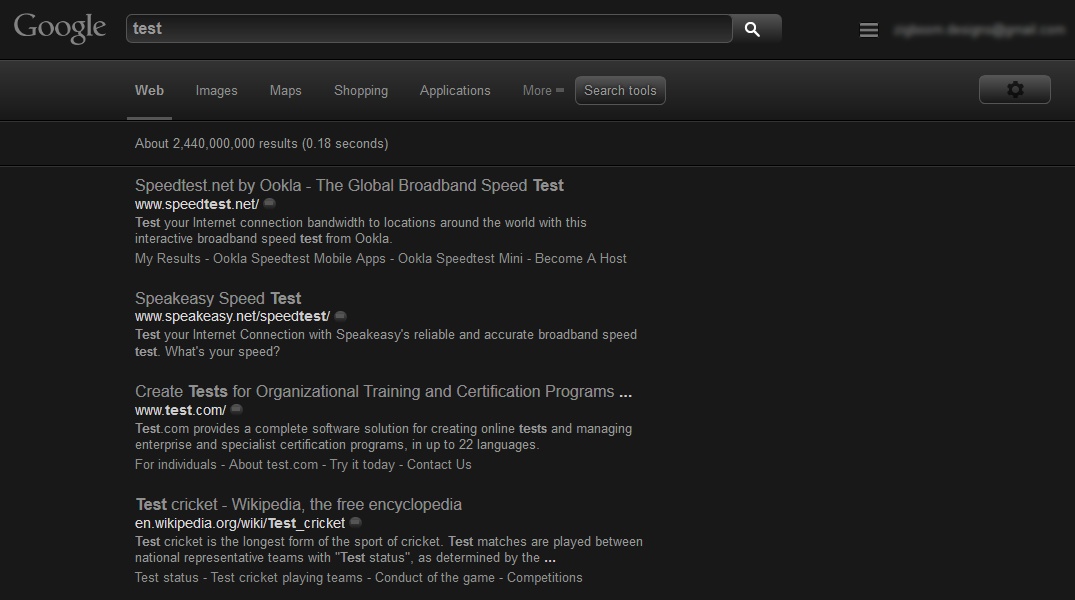 Google
test
Web Images Maps Shopping Applications More Search tools
About 2,440,000,000 results (0.18 seconds)
Speedtest.net by Ookla - The Global Broadband Speed Test
www.speedtest.net/
Test your Internet connection bandwidth to locations around the world with this
interactive broadband speed test from Ookla.
My Results - Ookla Speedtest Mobile Apps - Ookla Speedtest Mini - Become A Host
Speakeasy Speed Test
www.speakeasy.net/speedtest/
Test your Internet Connection with Speakeasy's reliable and accurate broadband speed
test. What's your speed?
Create Tests for Organizational Training and Certification Programs ...
www.test.com/
Test.com provides a complete software solution for creating online tests and managing
enterprise and specialist certification programs, in up to 22 languages.
For individuals - About test.com - Try it today - Contact Us
Test cricket - Wikipedia, the free encyclopedia
en.wikipedia.org/wiki/Test_cricket
Test cricket is the longest form of the sport of cricket. Test matches are played between
national representative teams with "Test status", as determined by the ...
Test status - Test cricket playing teams - Conduct of the game - Competitions